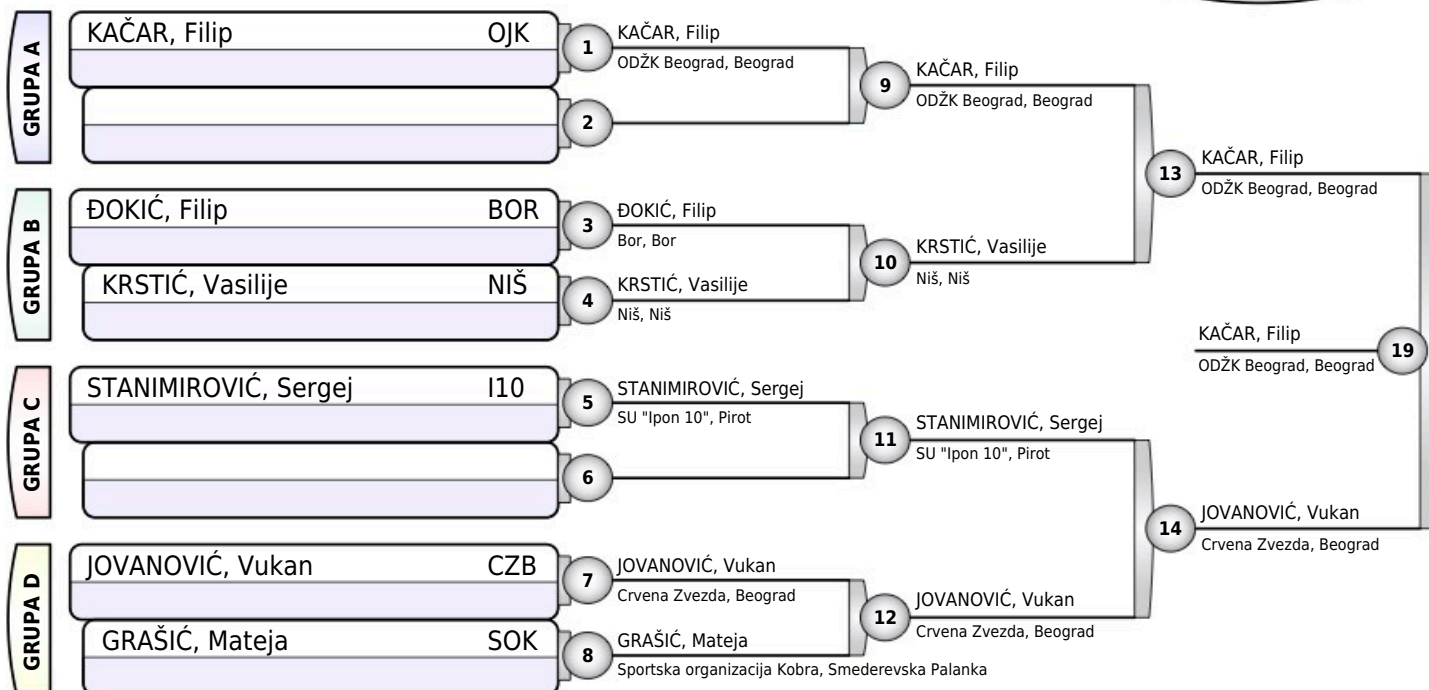 GRUPA A
KAČAR, Filip OJK
1
KAČAR, Filip
ODŽK Beograd, Beograd
2
9
KAČAR, Filip
ODŽK Beograd, Beograd
GRUPA B
ĐOKIĆ, Filip BOR
3
ĐOKIĆ, Filip
Bor, Bor
KRSTIĆ, Vasilije NIŠ
4
KRSTIĆ, Vasilije
Niš, Niš
10
KRSTIĆ, Vasilije
Niš, Niš
13
KAČAR, Filip
ODŽK Beograd, Beograd
GRUPA C
STANIMIROVIĆ, Sergej I10
5
STANIMIROVIĆ, Sergej
SU "Ipon 10", Pirot
6
11
STANIMIROVIĆ, Sergej
SU "Ipon 10", Pirot
GRUPA D
JOVANOVIĆ, Vukan CZB
7
JOVANOVIĆ, Vukan
Crvena Zvezda, Beograd
GRAŠIĆ, Mateja SOK
8
GRAŠIĆ, Mateja
Sportska organizacija Kobra, Smederevska Palanka
12
JOVANOVIĆ, Vukan
Crvena Zvezda, Beograd
14
JOVANOVIĆ, Vukan
Crvena Zvezda, Beograd
KAČAR, Filip
ODŽK Beograd, Beograd
19